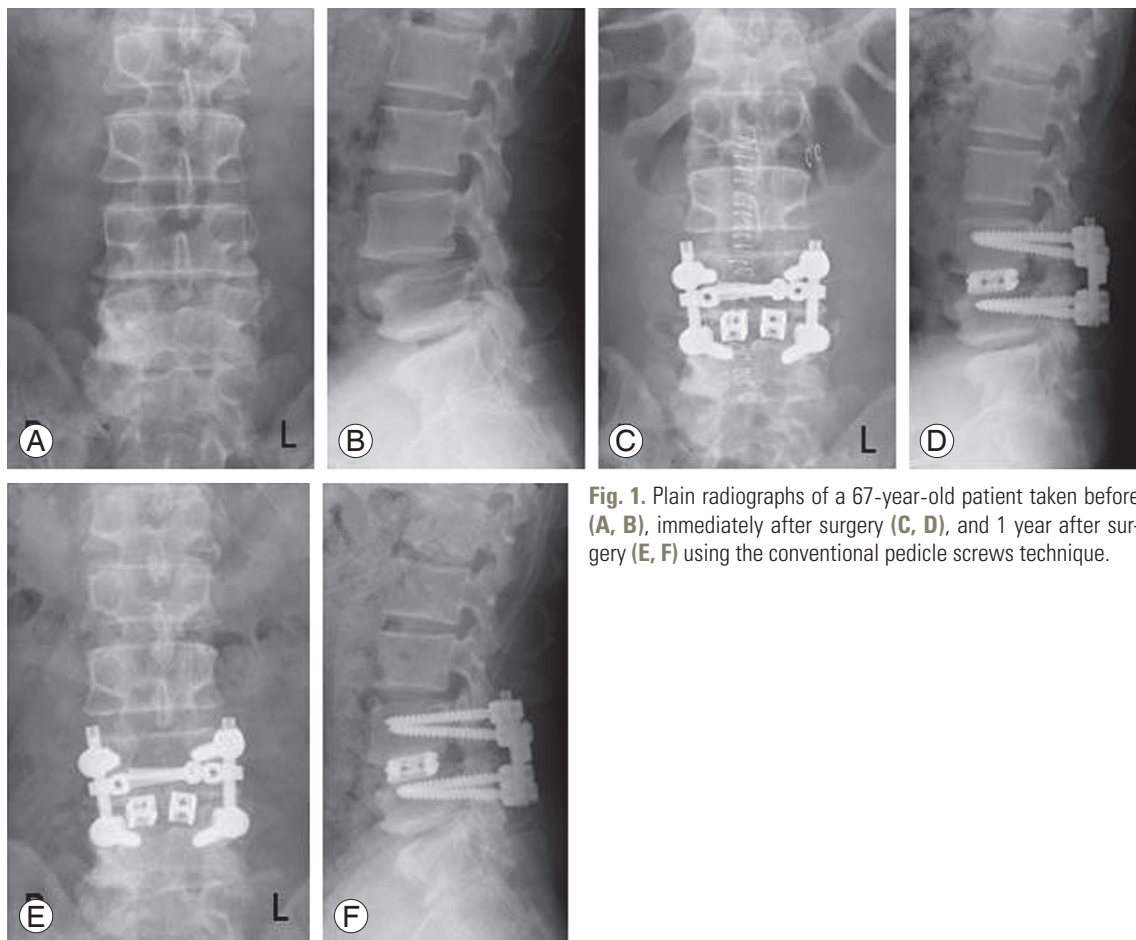 A
L
B
C
L
D
Fig. 1. Plain radiographs of a 67-year-old patient taken before
(A, B), immediately after surgery (C, D), and 1 year after sur-
gery (E, F) using the conventional pedicle screws technique.
E
L
F